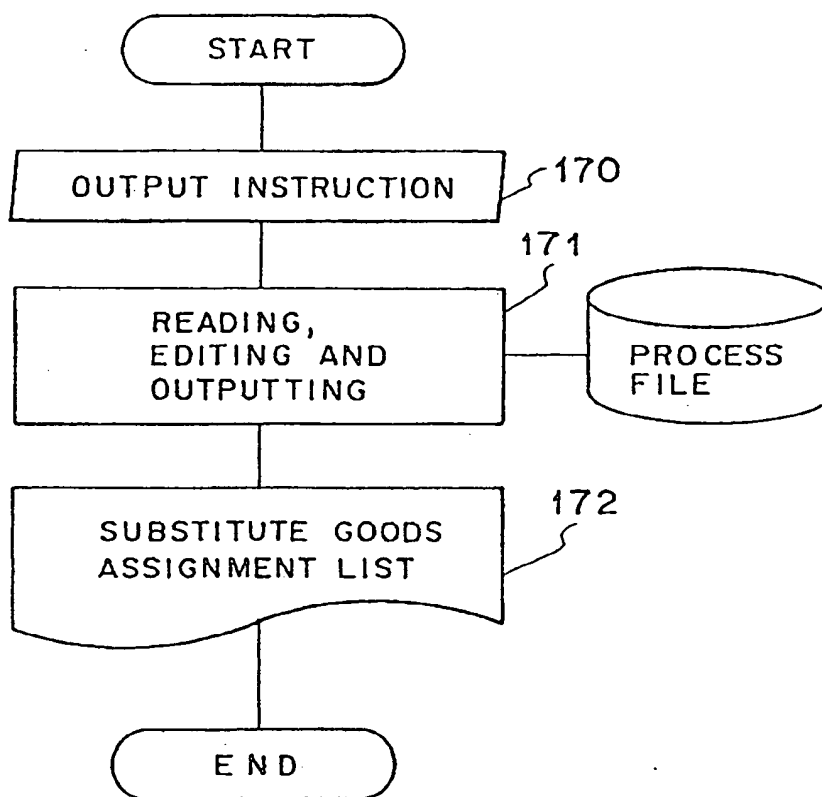 START
OUTPUT INSTRUCTION
170
171
READING,
EDITING AND
OUTPUTTING
PROCESS
FILE
172
SUBSTITUTE GOODS
ASSIGNMENT LIST
END